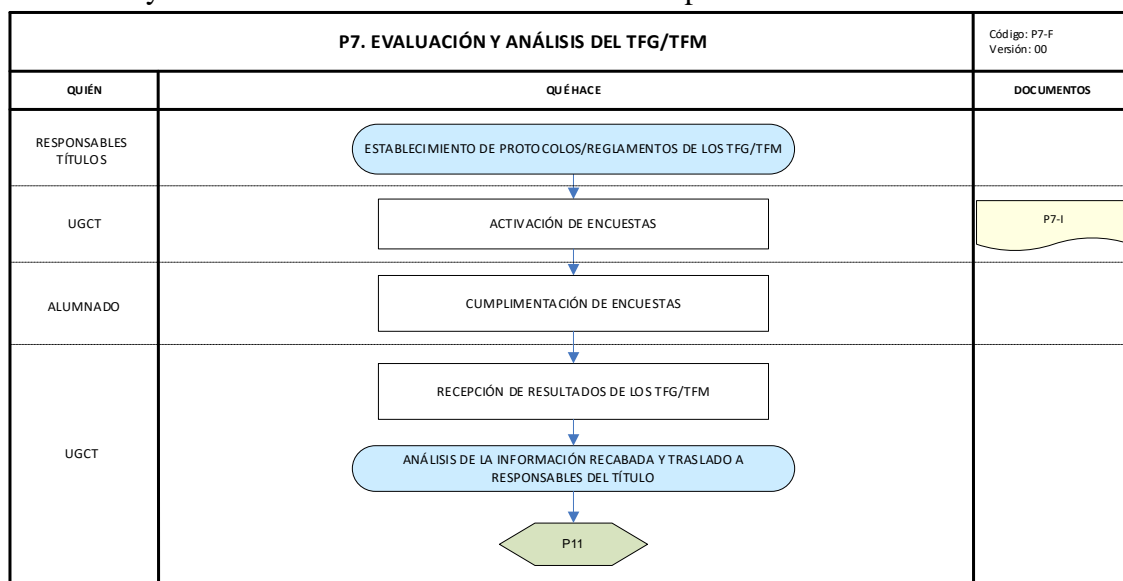 P7. EVALUACIÓN Y ANÁLISIS DEL TFG/TFM
Código: P7-F
Versión: 00
QUIÉN
QUÉ HACE
DOCUMENTOS
RESPONSABLES
TÍTULOS
ESTABLECIMIENTO DE PROTOCOLOS/REGLAMENTOS DE LOS TFG/TFM
UGCT
ACTIVACIÓN DE ENCUESTAS
P7-I
ALUMNADO
CUMPLIMENTACIÓN DE ENCUESTAS
RECEPCIÓN DE RESULTADOS DE LOS TFG/TFM
UGCT
ANÁLISIS DE LA INFORMACIÓN RECABADA Y TRASLADO A
RESPONSABLES DEL TÍTULO
P11